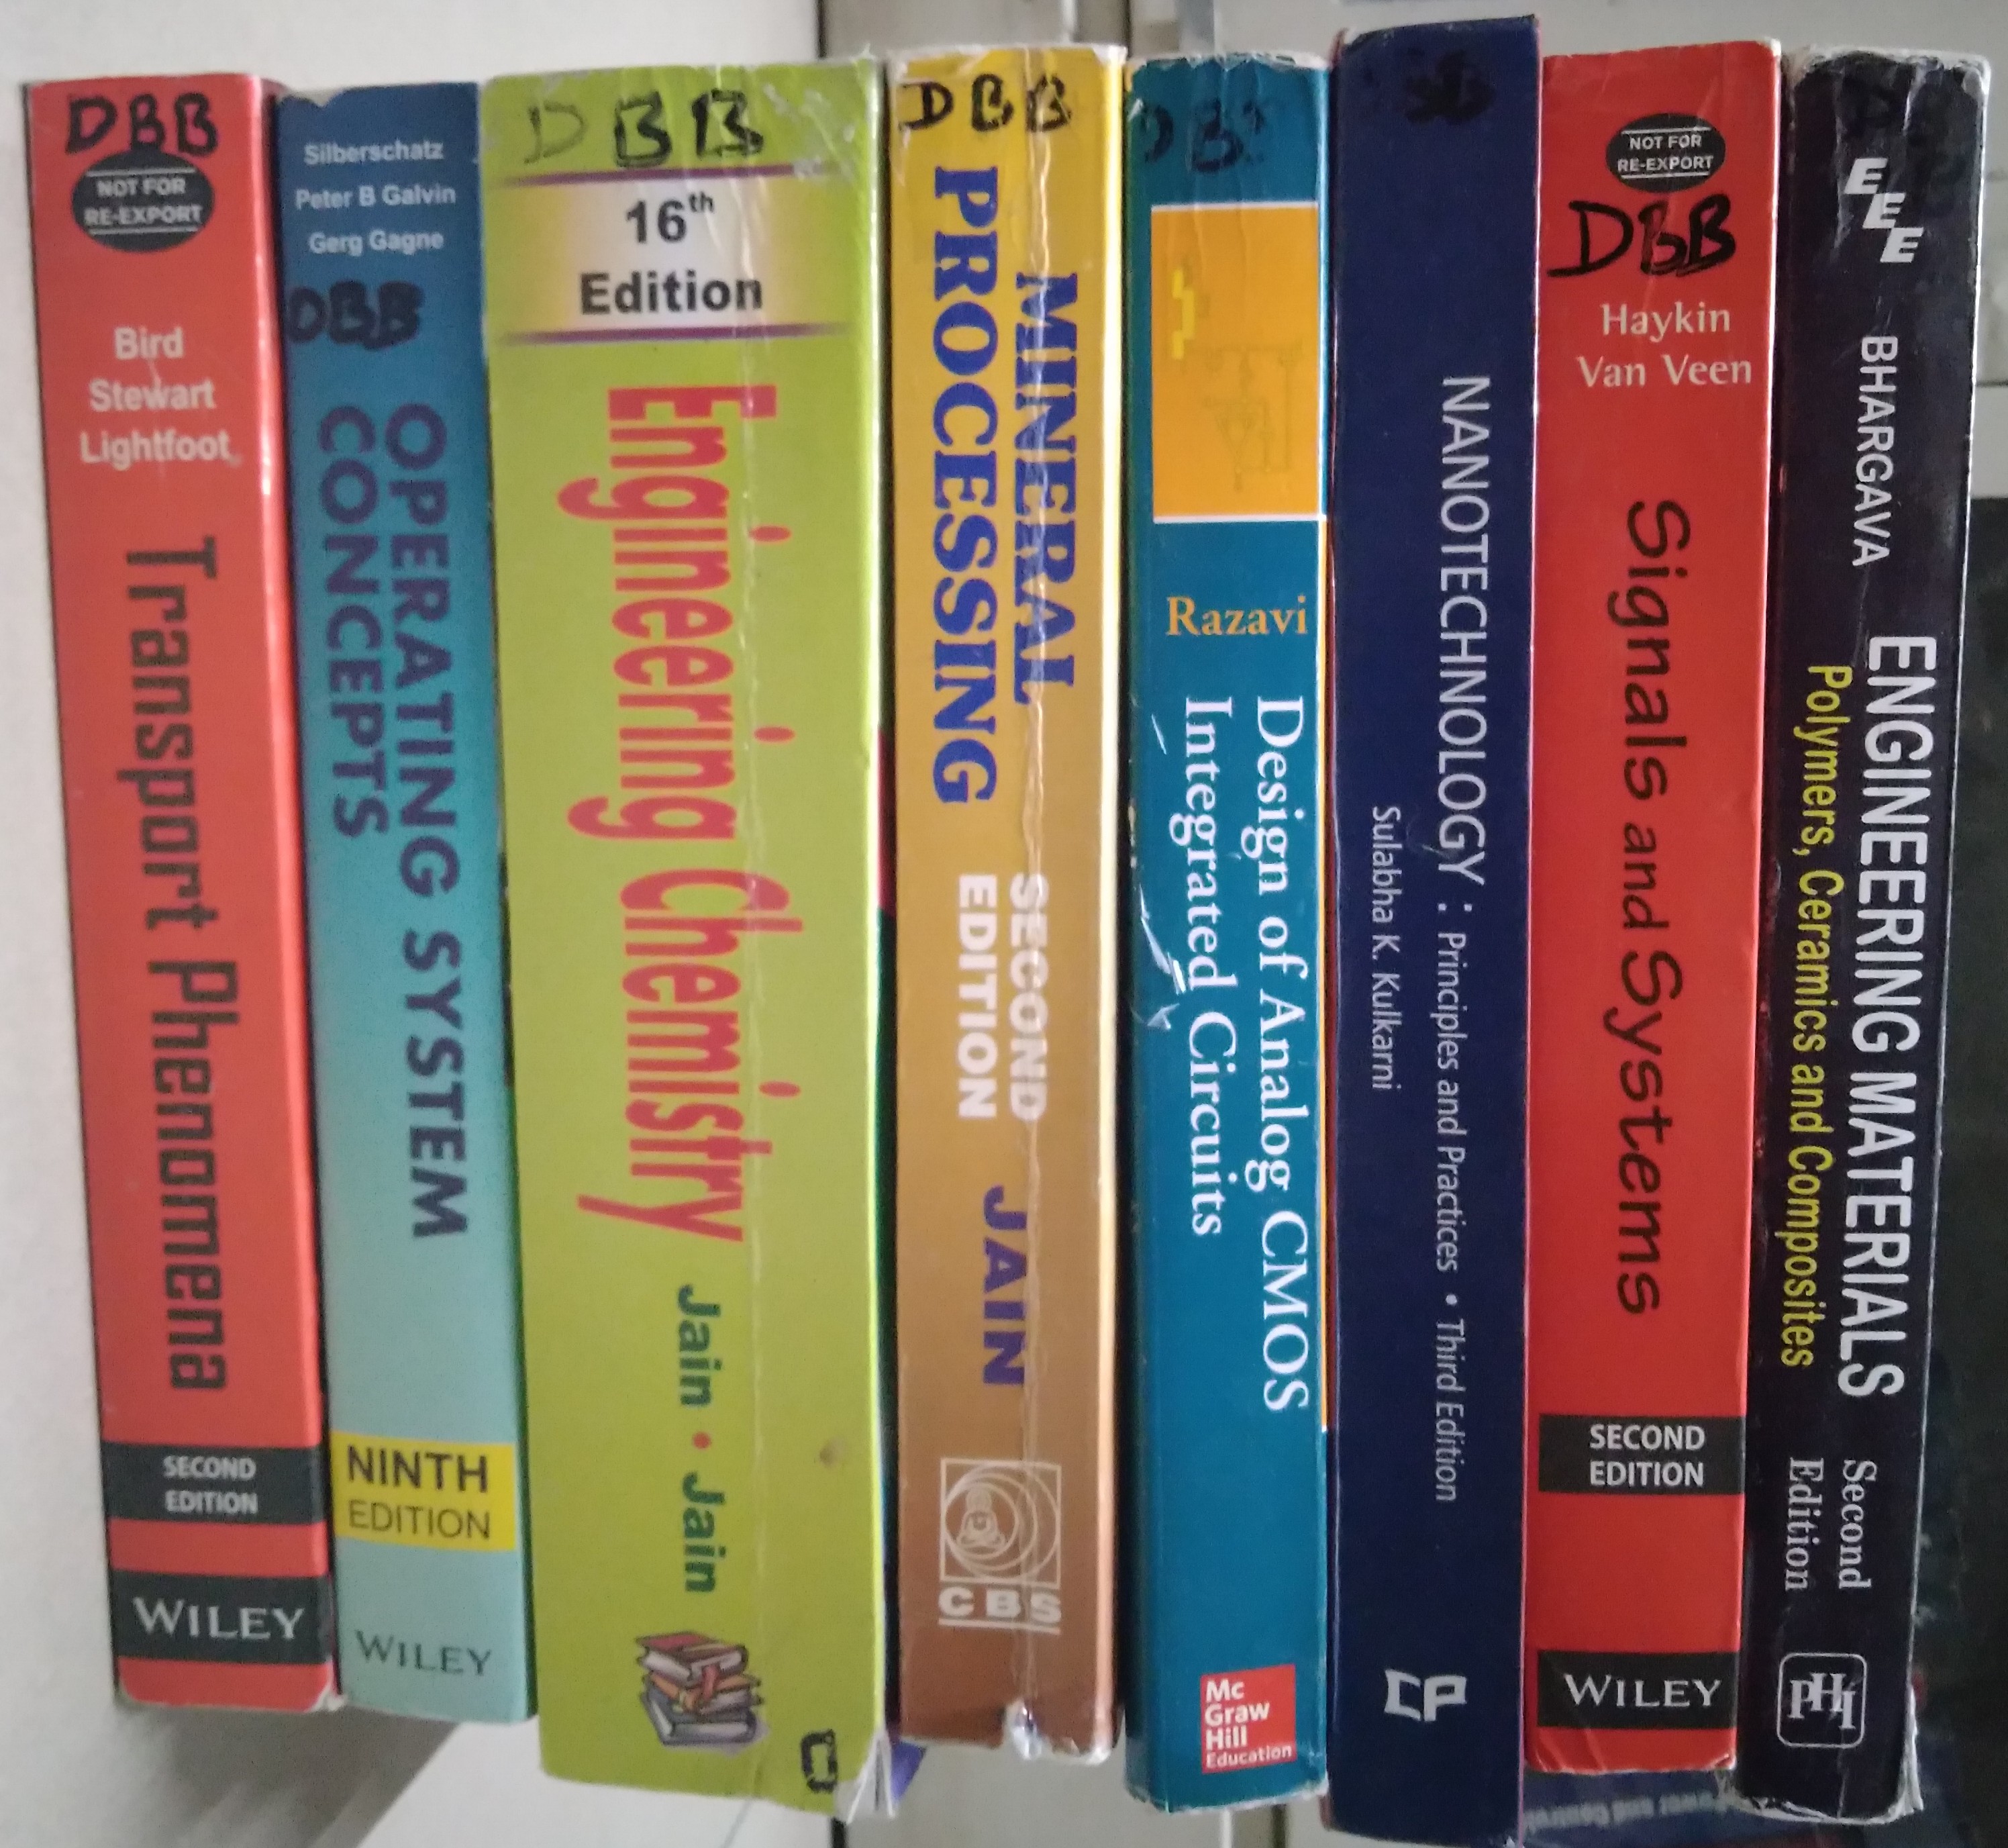 DBB
NOT FOR
RE-EXPORT
Bird
Stewart
Lightfoot
Transport Phenomena
SECOND
EDITION
WILEY
Silberschatz
Peter B Galvin
Gerg Gagne
DBB
OPERATING SYSTEM
CONCEPTS
NINTH
EDITION
WILEY
DBB
16th
Edition
Engineering Chemistry
Jain • Jain
DBB
MINERAL
PROCESSING
SECOND
EDITION
JAIN
CBS
DB
Razavi
Design of Analog CMOS
Integrated Circuits
Mc
Graw
Hill
Education
NANOTECHNOLOGY : Principles and Practices • Third Edition
Sulabha K. Kulkarni
CP
NOT FOR
RE-EXPORT
DBB
Haykin
Van Veen
Signals and Systems
SECOND
EDITION
WILEY
EEE
BHARGAVA
ENGINEERING MATERIALS
Polymers, Ceramics and Composites
Second
Edition
PHI